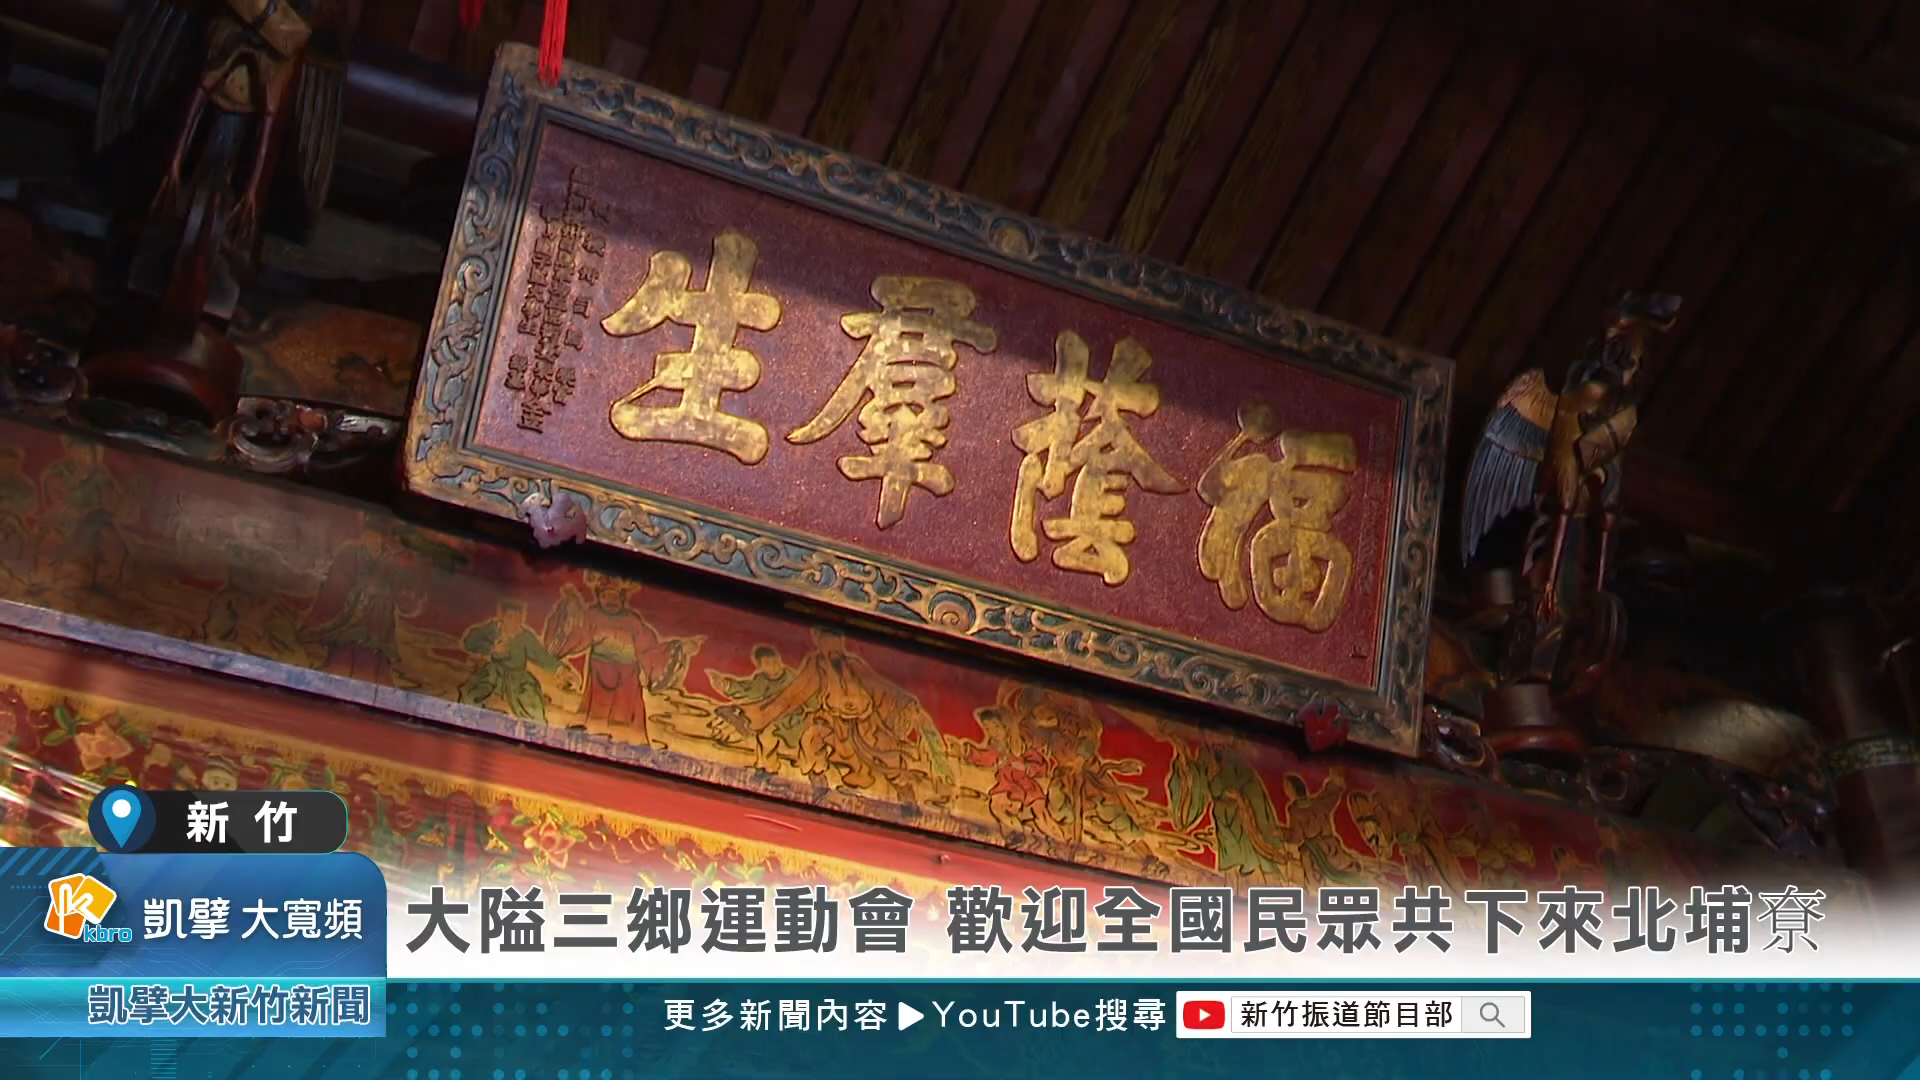 福蔭羣生
新竹
kbro 凱擘大寬頻
大隘三鄉運動會 歡迎全國民眾共下來北埔尞
凱擘大新竹新聞
更多新聞內容▶YouTube搜尋 新竹振道節目部